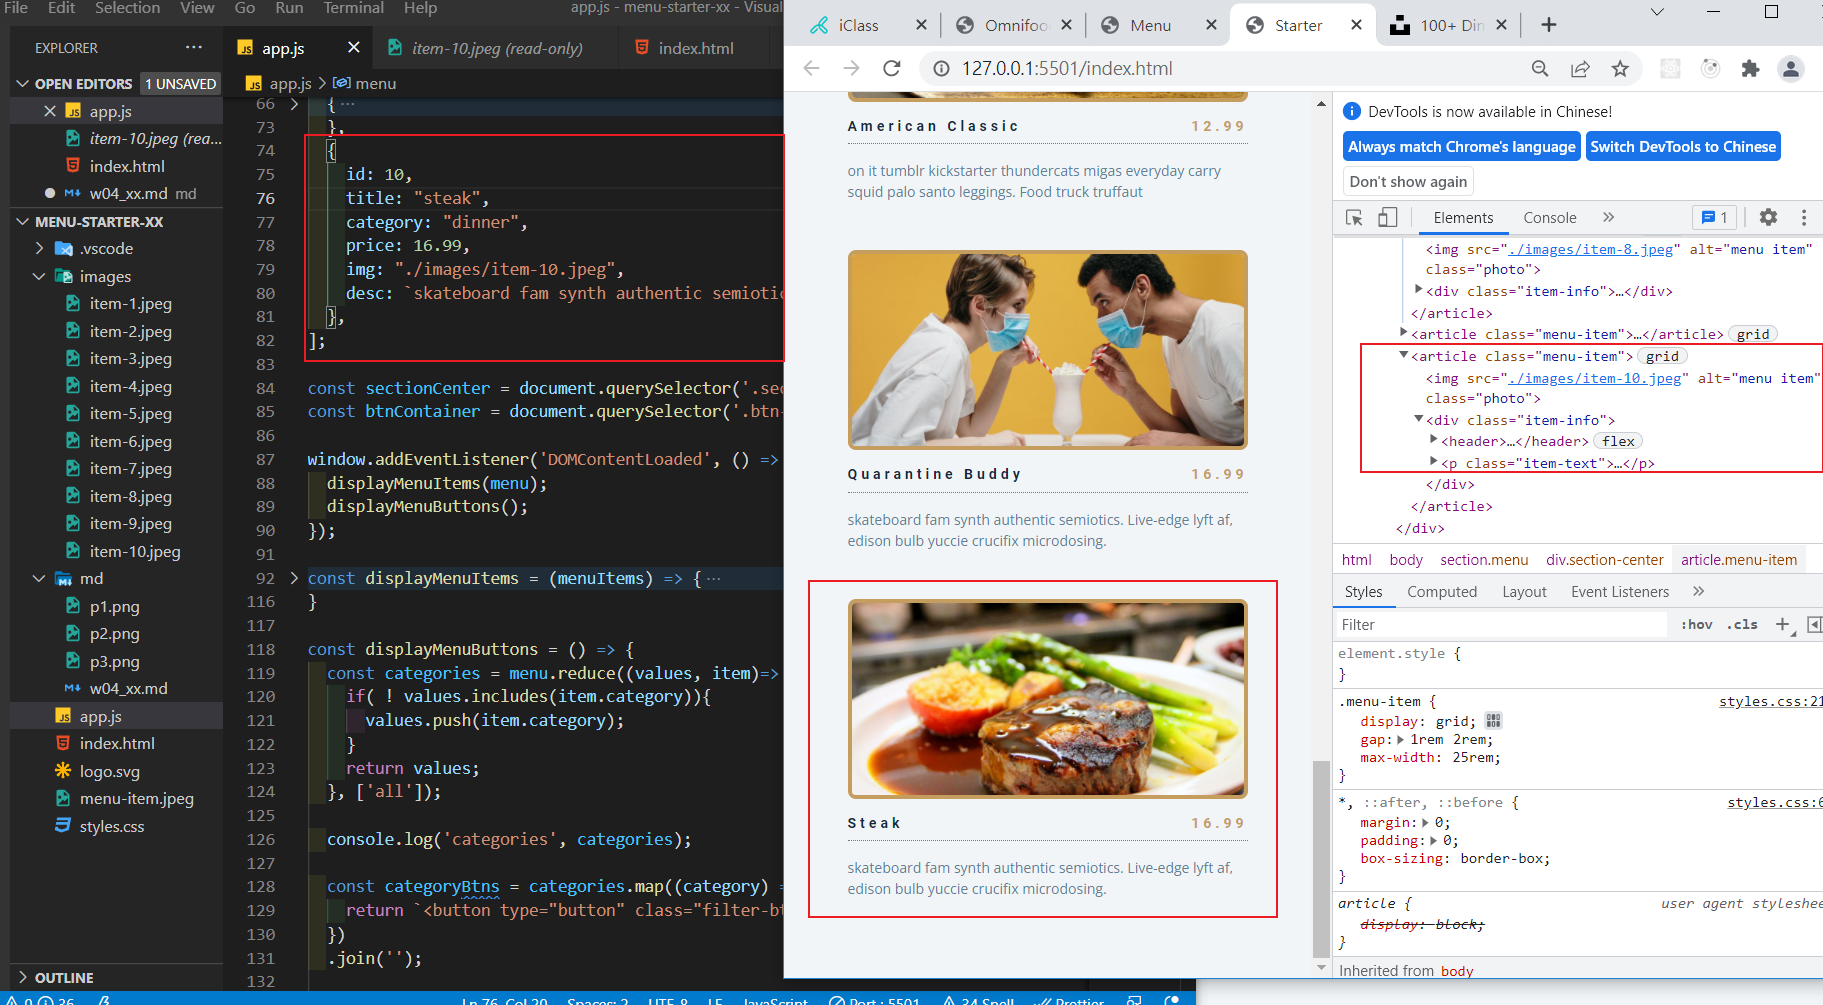 File Edit Selection View Go Run Terminal Help app.js - menu-starter-xx - Visual
EXPLORER ···
OPEN EDITORS 1 UNSAVED
app.js
item-10.jpeg (rea...
index.html
w04_xx.md md
MENU-STARTER-XX
.vscode
images
item-1.jpeg
item-2.jpeg
item-3.jpeg
item-4.jpeg
item-5.jpeg
item-6.jpeg
item-7.jpeg
item-8.jpeg
item-9.jpeg
item-10.jpeg
md
p1.png
p2.png
p3.png
w04_xx.md
app.js
index.html
logo.svg
menu-item.jpeg
styles.css
OUTLINE
app.js item-10.jpeg (read-only) index.html
app.js > menu
66 { ···
73 },
74 {
75 id: 10,
76 title: "steak",
77 category: "dinner",
78 price: 16.99,
79 img: "./images/item-10.jpeg",
80 desc: `skateboard fam synth authentic semiotic
81 },
82 ];
83
84 const sectionCenter = document.querySelector('.sec
85 const btnContainer = document.querySelector('.btn-
86
87 window.addEventListener('DOMContentLoaded', () =>
88 displayMenuItems(menu);
89 displayMenuButtons();
90 });
91
92 const displayMenuItems = (menuItems) => { ···
116 }
117
118 const displayMenuButtons = () => {
119 const categories = menu.reduce((values, item)=>
120 if( ! values.includes(item.category)){
121 values.push(item.category);
122 }
123 return values;
124 }, ['all']);
125
126 console.log('categories', categories);
127
128 const categoryBtns = categories.map((category) =
129 return `<button type="button" class="filter-bt
130 })
131 .join('');
132
0 36 Ln 76, Col 20 Spaces: 2 UTF-8 LF JavaScript Port : 5501 34 Spell Prettier
iClass Omnifoo Menu Starter 100+ Din
127.0.0.1:5501/index.html
American Classic 12.99
on it tumblr kickstarter thundercats migas everyday carry
squid palo santo leggings. Food truck truffaut
Quarantine Buddy 16.99
skateboard fam synth authentic semiotics. Live-edge lyft af,
edison bulb yuccie crucifix microdosing.
Steak 16.99
skateboard fam synth authentic semiotics. Live-edge lyft af,
edison bulb yuccie crucifix microdosing.
DevTools is now available in Chinese!
Always match Chrome's language Switch DevTools to Chinese
Don't show again
Elements Console » 1
<img src="./images/item-8.jpeg" alt="menu item"
class="photo">
<div class="item-info">…</div>
</article>
<article class="menu-item">…</article> grid
<article class="menu-item"> grid
<img src="./images/item-10.jpeg" alt="menu item"
class="photo">
<div class="item-info">
<header>…</header> flex
<p class="item-text">…</p>
</div>
</article>
</div>
html body section.menu div.section-center article.menu-item
Styles Computed Layout Event Listeners »
Filter :hov .cls +
element.style {
}
.menu-item { styles.css:21
display: grid;
gap: 1rem 2rem;
max-width: 25rem;
}
*, ::after, ::before { styles.css:6
margin: 0;
padding: 0;
box-sizing: border-box;
}
article { user agent styleshee
display: block;
}
Inherited from body